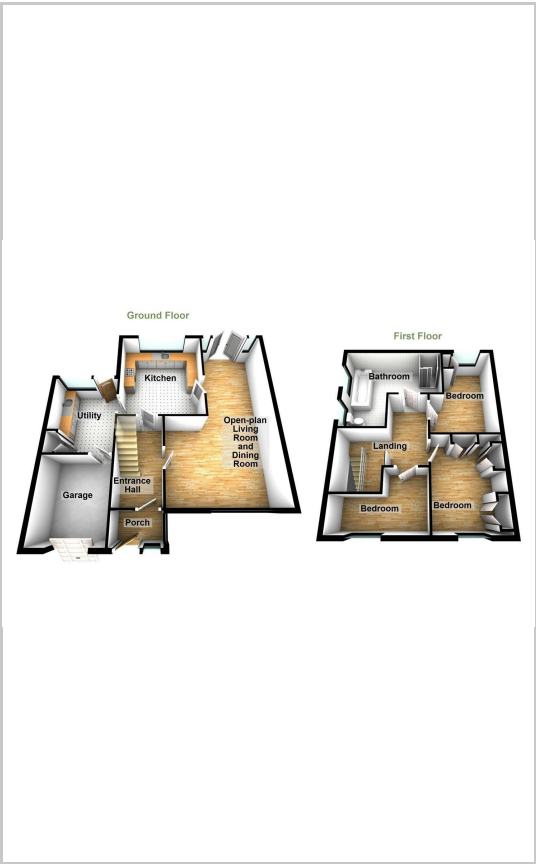 Ground Floor
Kitchen
Utility
Open-plan
Living
Room
and
Dining
Room
Entrance
Hall
Garage
Porch
First Floor
Bathroom
Bedroom
Landing
Bedroom
Bedroom